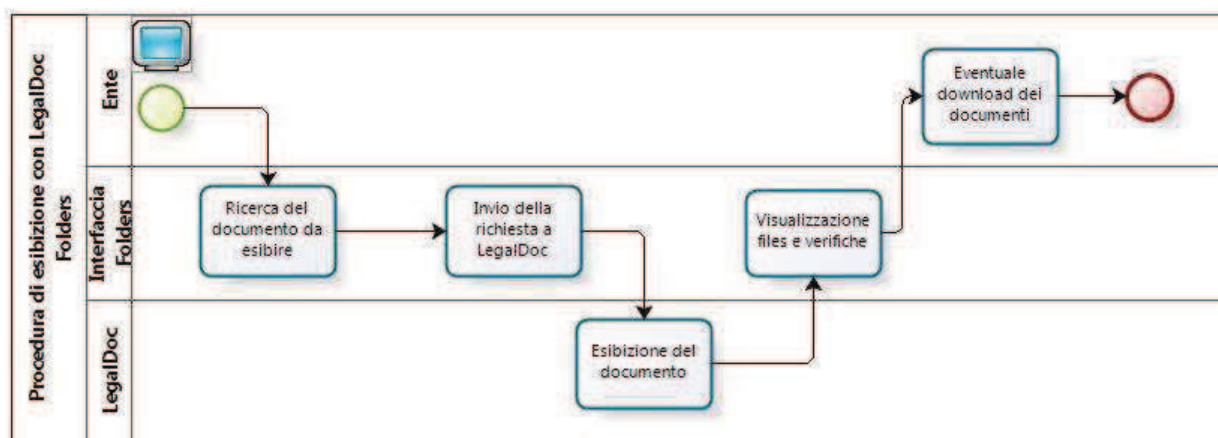 Procedura di esibizione con LegalDoc
Folders
Ente
Interfaccia
Folders
LegalDoc
Ricerca del
documento da
esibire
Invio della
richiesta a
LegalDoc
Esibizione del
documento
Visualizzazione
files e verifiche
Eventuale
download dei
documenti